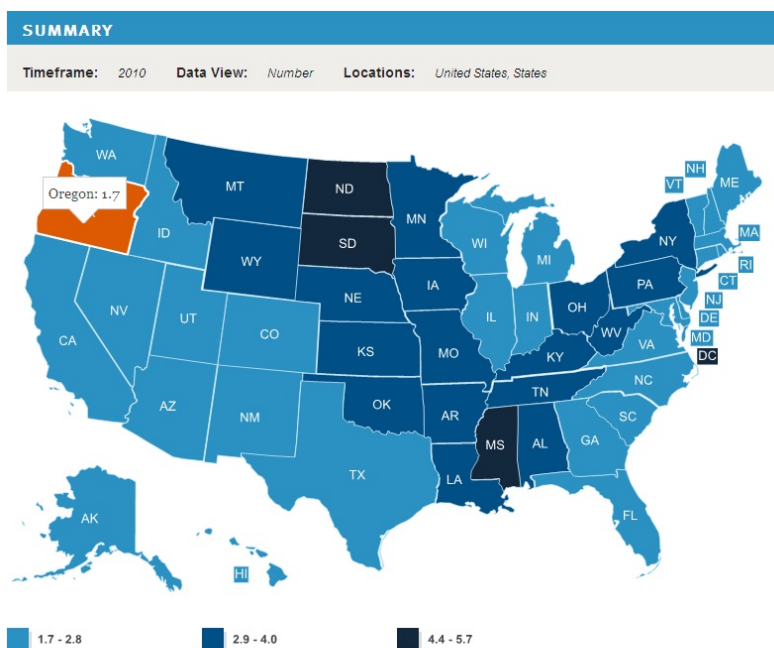 SUMMARY
Timeframe: 2010 Data View: Number Locations: United States, States
WA
MT
ND
MN
NH
VT
ME
Oregon: 1.7
ID
SD
WI
MI
NY
MA
RI
WY
IA
PA
CT
NE
NJ
NV
UT
CO
IL
IN
OH
DE
CA
KS
MO
WV
VA
MD
KY
DC
AZ
NM
OK
AR
TN
NC
MS
AL
GA
SC
TX
LA
AK
FL
HI
1.7 - 2.8 2.9 - 4.0 4.4 - 5.7